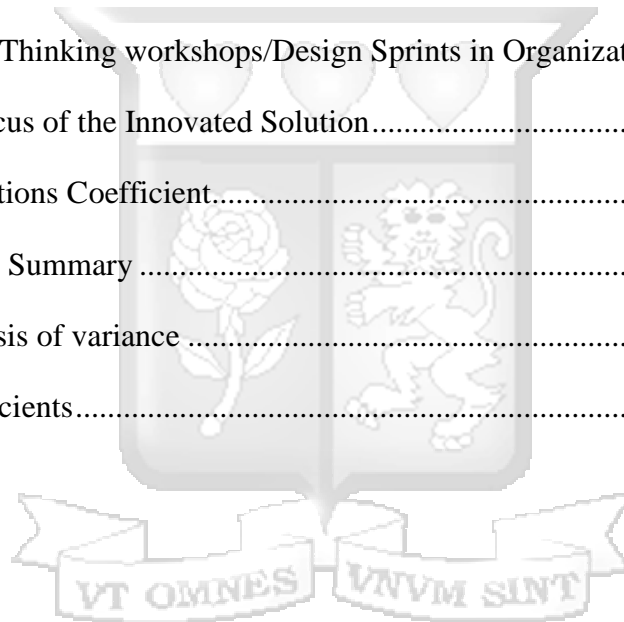 Thinking workshops/Design Sprints in Organizat
cus of the Innovated Solution....................................
tions Coefficient.........................................................
Summary ..................................................................
sis of variance ............................................................
cients...........................................................................
VT OMNES VNVM SINT